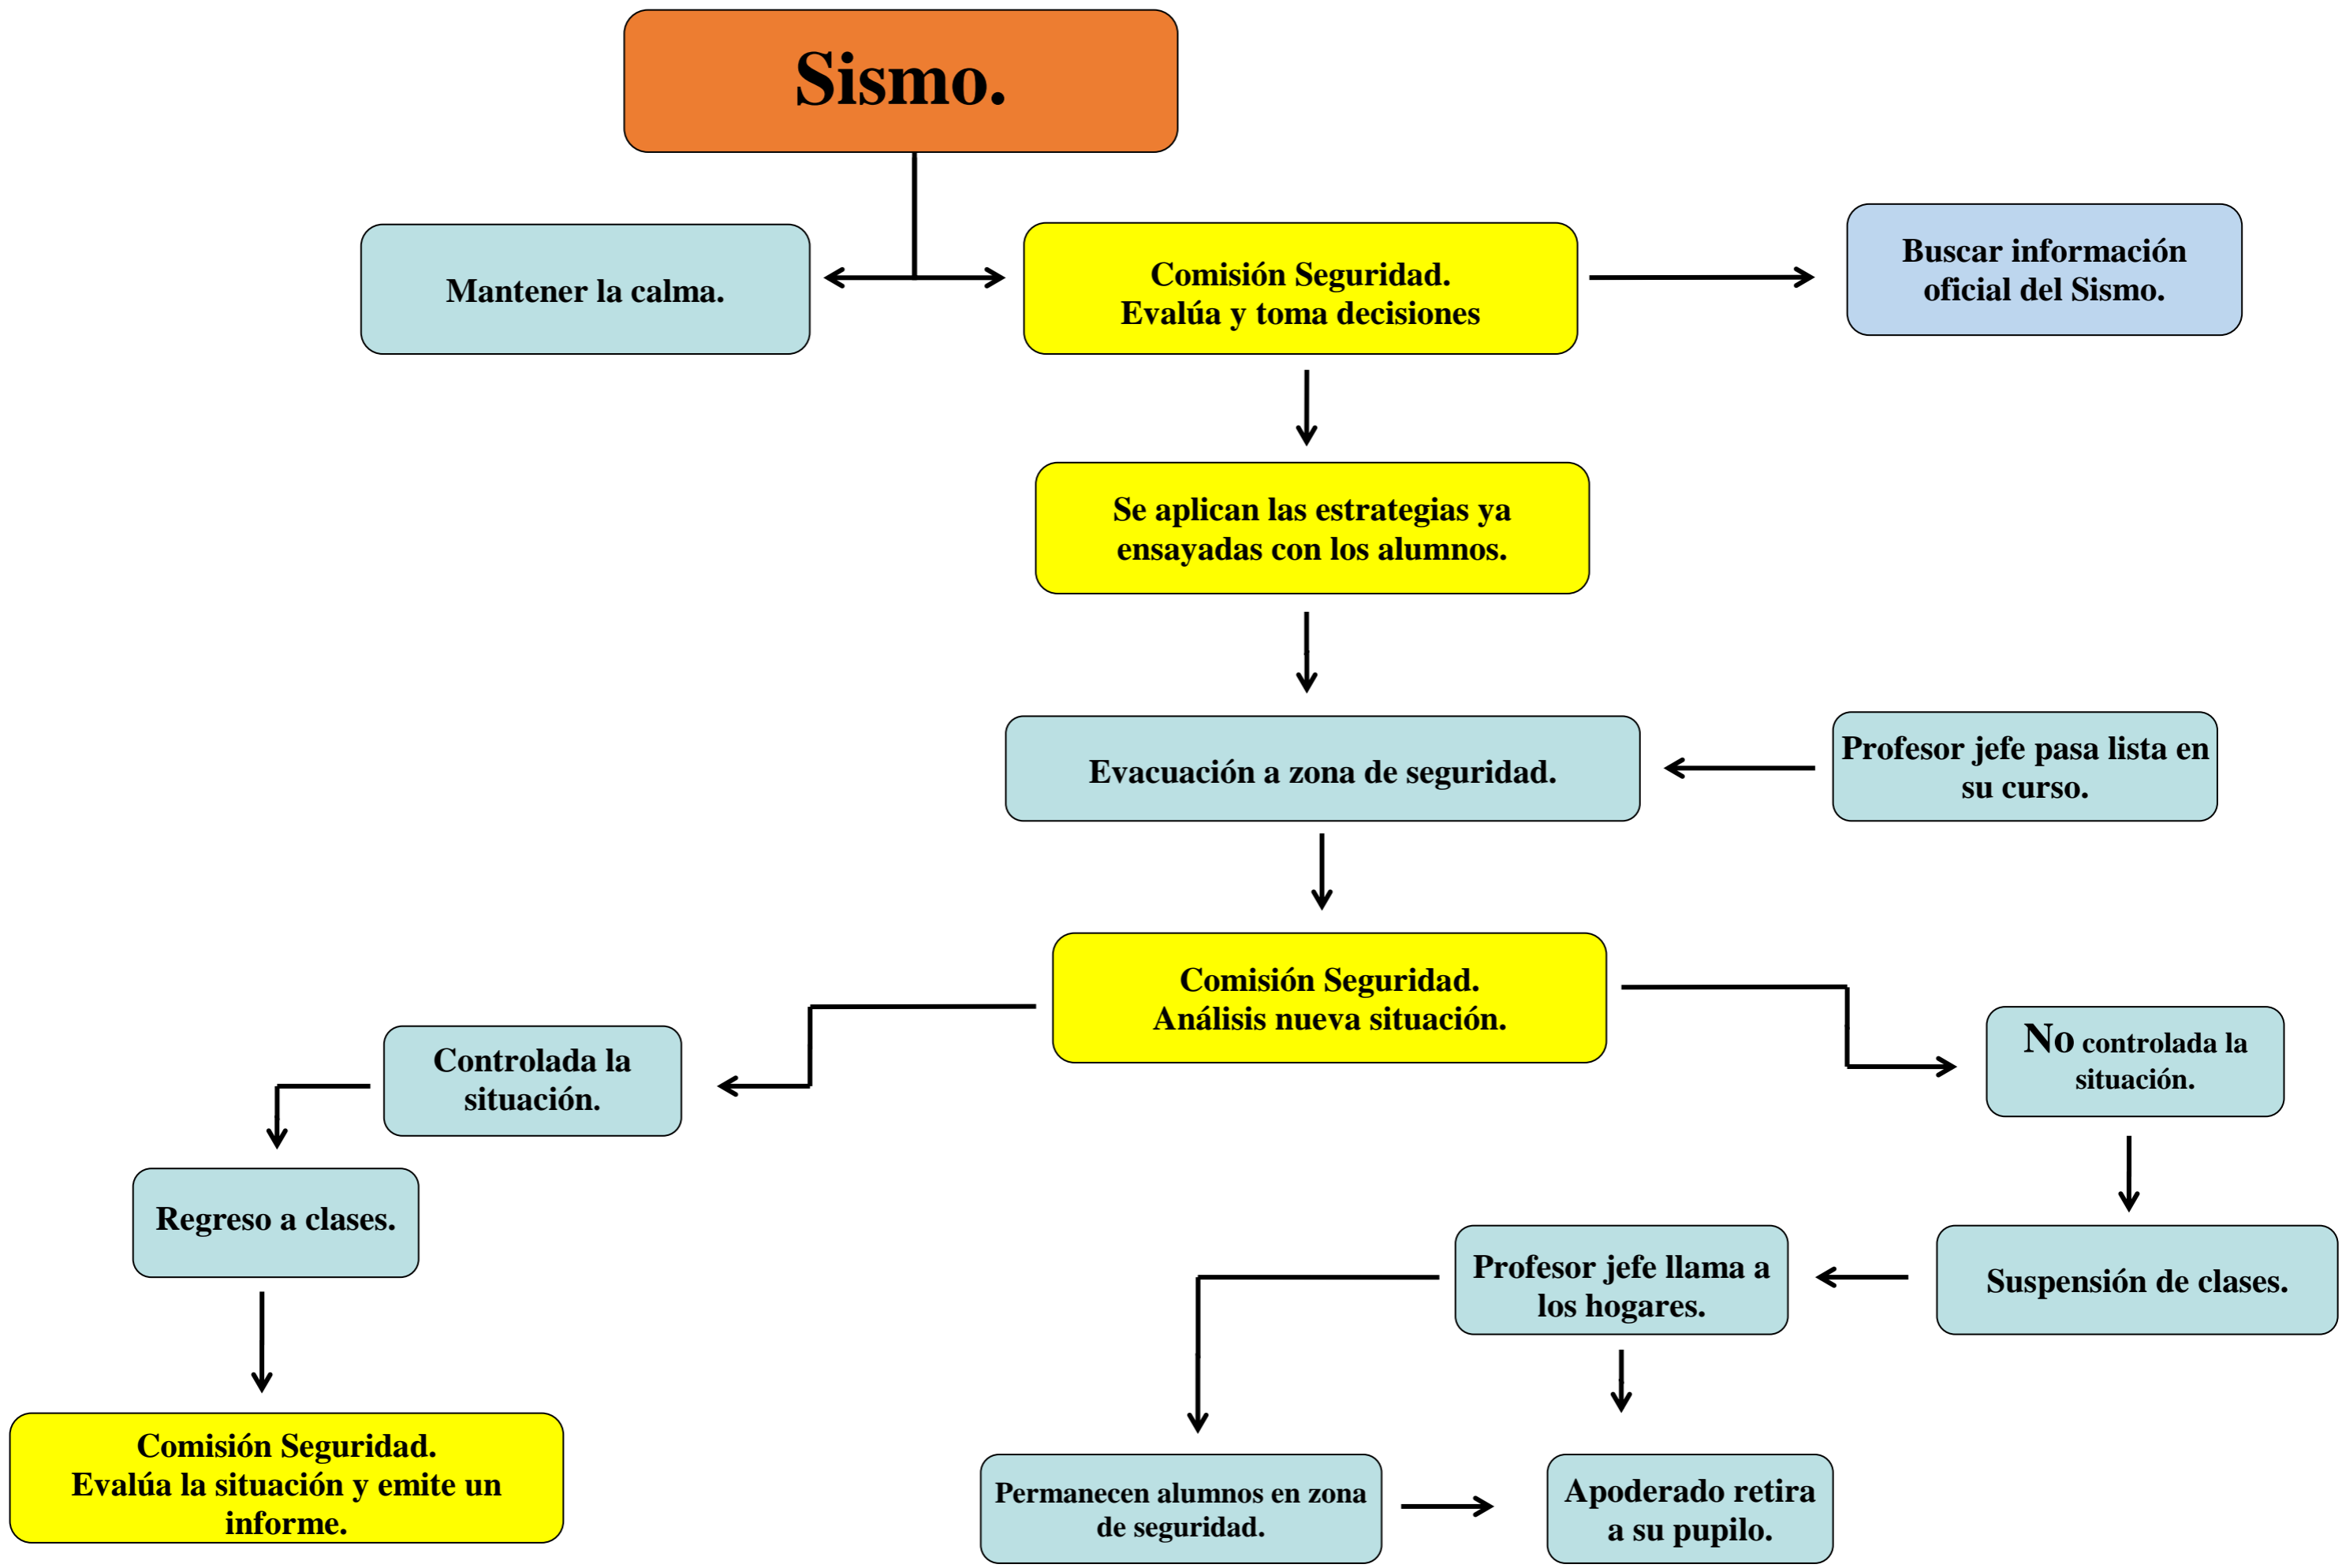 Sismo.
Mantener la calma.
Comisión Seguridad.
Evalúa y toma decisiones
Buscar información
oficial del Sismo.
Se aplican las estrategias ya
ensayadas con los alumnos.
Evacuación a zona de seguridad.
Profesor jefe pasa lista en
su curso.
Comisión Seguridad.
Análisis nueva situación.
Controlada la
situación.
No controlada la
situación.
Regreso a clases.
Profesor jefe llama a
los hogares.
Suspensión de clases.
Comisión Seguridad.
Evalúa la situación y emite un
informe.
Permanecen alumnos en zona
de seguridad.
Apoderado retira
a su pupilo.